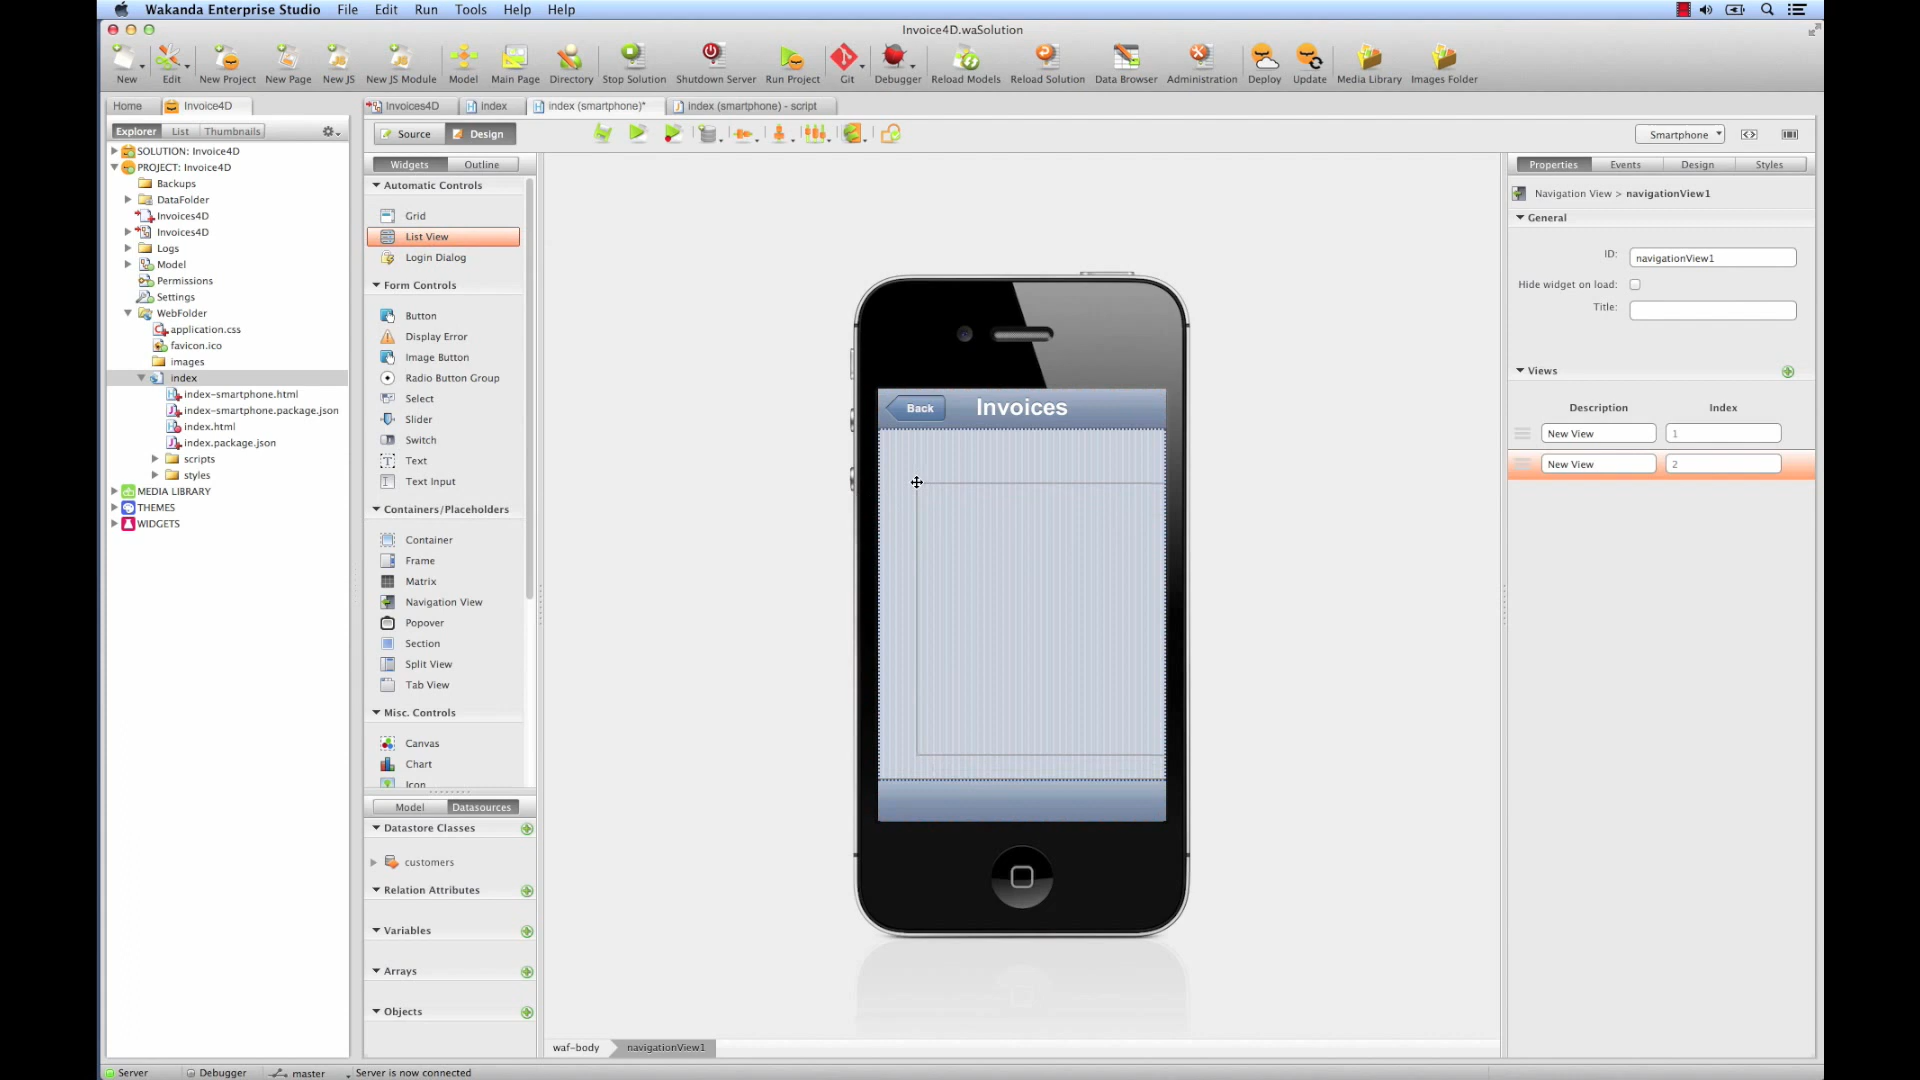 Wakanda Enterprise Studio File Edit Run Tools Help Help
Invoice4D.waSolution
New Edit New Project New Page New JS New JS Module Model Main Page Directory Stop Solution Shutdown Server Run Project Git Debugger Reload Models Reload Solution Data Browser Administration Deploy Update Media Library Images Folder
Home Invoice4D Invoices4D Index index (smartphone)* index (smartphone) - script
Explorer List Thumbnails
Source Design
Smartphone
SOLUTION: Invoice4D
PROJECT: Invoice4D
Backups
DataFolder
Invoices4D
Invoices4D
Logs
Model
Permissions
Settings
WebFolder
application.css
favicon.ico
images
index
index-smartphone.html
index-smartphone.package.json
index.html
index.package.json
scripts
styles
MEDIA LIBRARY
THEMES
WIDGETS
Widgets Outline
Automatic Controls
Grid
List View
Login Dialog
Form Controls
Button
Display Error
Image Button
Radio Button Group
Select
Slider
Switch
Text
Text Input
Containers/Placeholders
Container
Frame
Matrix
Navigation View
Popover
Section
Split View
Tab View
Misc. Controls
Canvas
Chart
Icon
Model Datasources
Datastore Classes
customers
Relation Attributes
Variables
Arrays
Objects
Back Invoices
waf-body navigationView1
Properties Events Design Styles
Navigation View > navigationView1
General
ID: navigationView1
Hide widget on load:
Title:
Views
Description Index
New View 1
New View 2
Server Debugger master Server is now connected